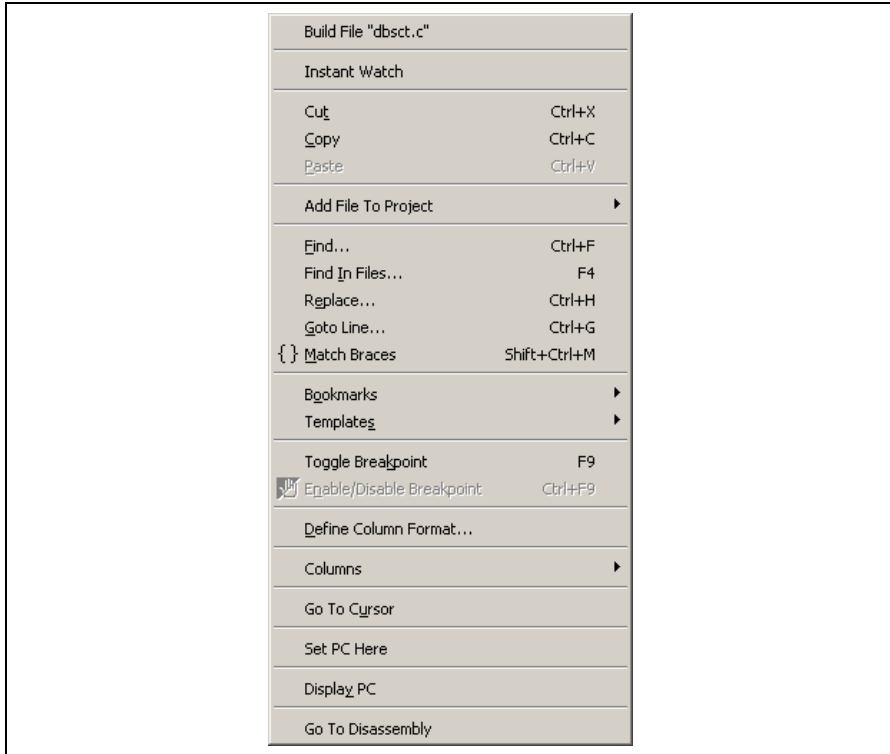 Build File "dbsct.c"
Instant Watch
Cut Ctrl+X
Copy Ctrl+C
Paste Ctrl+V
Add File To Project
Find... Ctrl+F
Find In Files... F4
Replace... Ctrl+H
Goto Line... Ctrl+G
{ } Match Braces Shift+Ctrl+M
Bookmarks
Templates
Toggle Breakpoint F9
Enable/Disable Breakpoint Ctrl+F9
Define Column Format...
Columns
Go To Cursor
Set PC Here
Display PC
Go To Disassembly